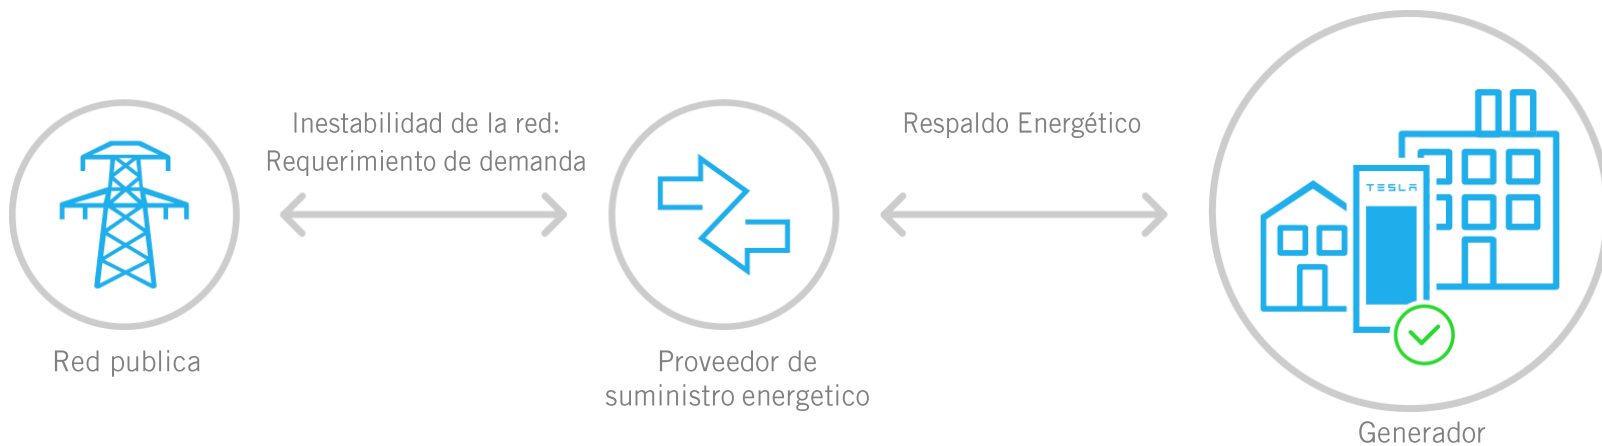 Inestabilidad de la red:
Requerimiento de demanda
Respaldo Energético
TESLA
Red publica
Proveedor de
suministro energetico
Generador